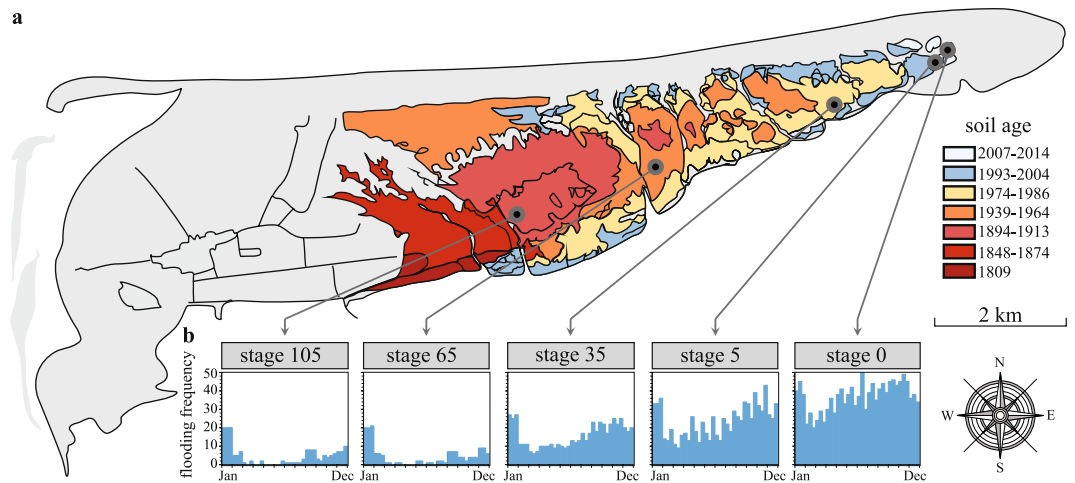 a
soil age
2007-2014
1993-2004
1974-1986
1939-1964
1894-1913
1848-1874
1809
2 km
b
stage 105
stage 65
stage 35
stage 5
stage 0
flooding frequency
50
40
30
20
10
0
Jan Dec
Jan Dec
Jan Dec
Jan Dec
Jan Dec
N
W E
S